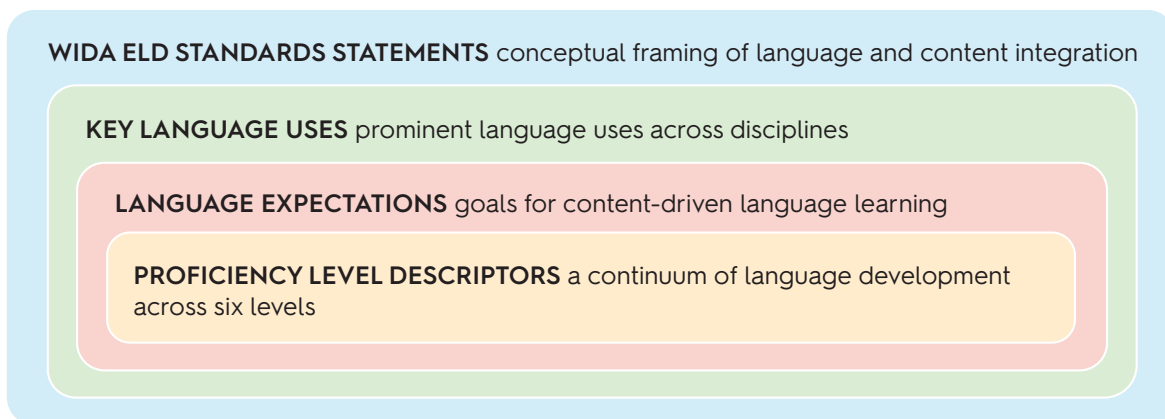 WIDA ELD STANDARDS STATEMENTS conceptual framing of language and content integration
KEY LANGUAGE USES prominent language uses across disciplines
LANGUAGE EXPECTATIONS goals for content-driven language learning
PROFICIENCY LEVEL DESCRIPTORS a continuum of language development
across six levels